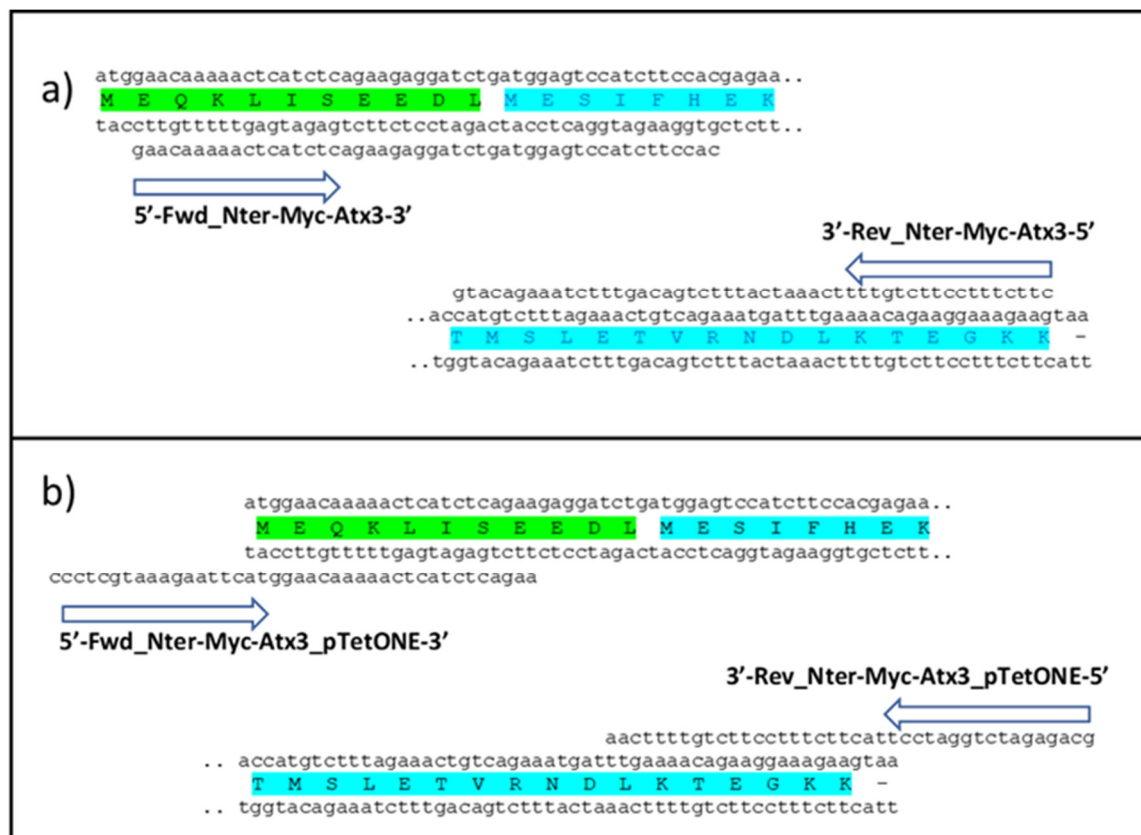 a)
atggaacaaaaactcatctcagaagaggatctgatggagtccatcttccacgagaa..
M E Q K L I S E E D L M E S I F H E K
taccttgtttttgagtagagtcttctcctagactacctcaggtagaaggtgctctt..
gaacaaaaactcatctcagaagaggatctgatggagtccatcttccac
5’-Fwd_Nter-Myc-Atx3-3’
3’-Rev_Nter-Myc-Atx3-5’
gtacagaaatctttgacagtctttactaaacttttgtcttcctttcttc
..accatgtctttagaaactgtcagaaatgatttgaaaacagaaggaaagaagtaa
T M S L E T V R N D L K T E G K K -
..tggtacagaaatctttgacagtctttactaaacttttgtcttcctttcttcatt
b)
atggaacaaaaactcatctcagaagaggatctgatggagtccatcttccacgagaa..
M E Q K L I S E E D L M E S I F H E K
taccttgtttttgagtagagtcttctcctagactacctcaggtagaaggtgctctt..
ccctcgtaaagaattcatggaacaaaaactcatctcagaa
5’-Fwd_Nter-Myc-Atx3_pTetONE-3’
3’-Rev_Nter-Myc-Atx3_pTetONE-5’
aacttttgtcttcctttcttcattcctaggtctagagacg
.. accatgtctttagaaactgtcagaaatgatttgaaaacagaaggaaagaagtaa
T M S L E T V R N D L K T E G K K -
.. tggtacagaaatctttgacagtctttactaaacttttgtcttcctttcttcatt